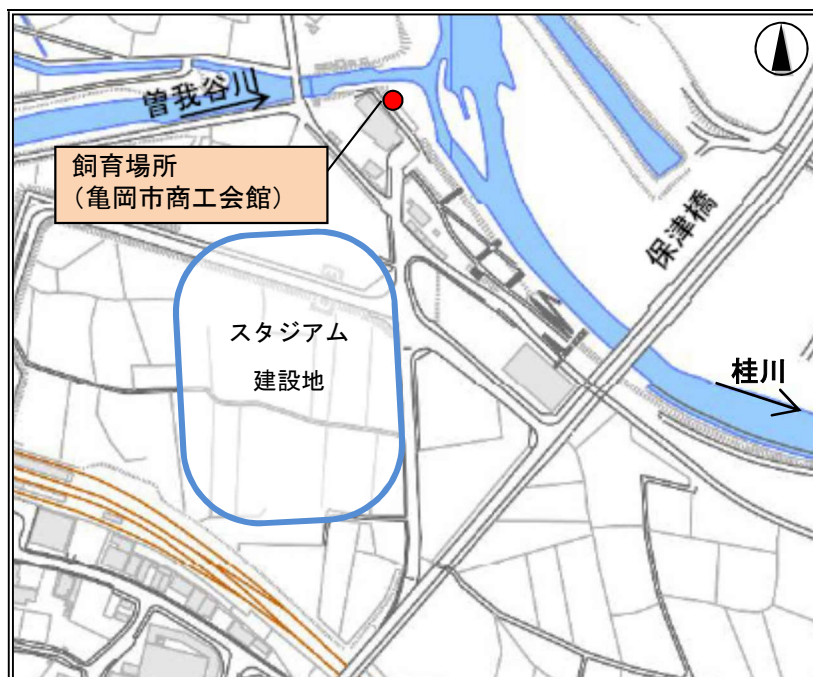 曽我谷川
飼育場所
（亀岡市商工会館）
保津橋
スタジアム
建設地
桂川